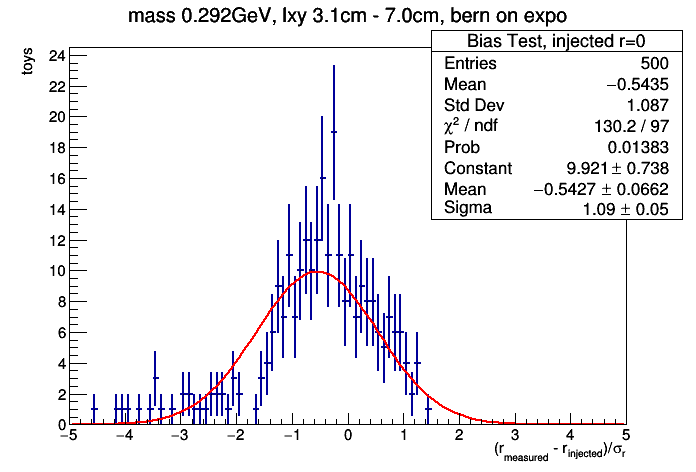 mass 0.292GeV, lxy 3.1cm - 7.0cm, bern on expo
toys
Bias Test, injected r=0
Entries 500
Mean −0.5435
Std Dev 1.087
χ² / ndf 130.2 / 97
Prob 0.01383
Constant 9.921 ± 0.738
Mean −0.5427 ± 0.0662
Sigma 1.09 ± 0.05
24
22
20
18
16
14
12
10
8
6
4
2
0
−5 −4 −3 −2 −1 0 1 2 3 4 5
(r_measured - r_injected)/σ_r